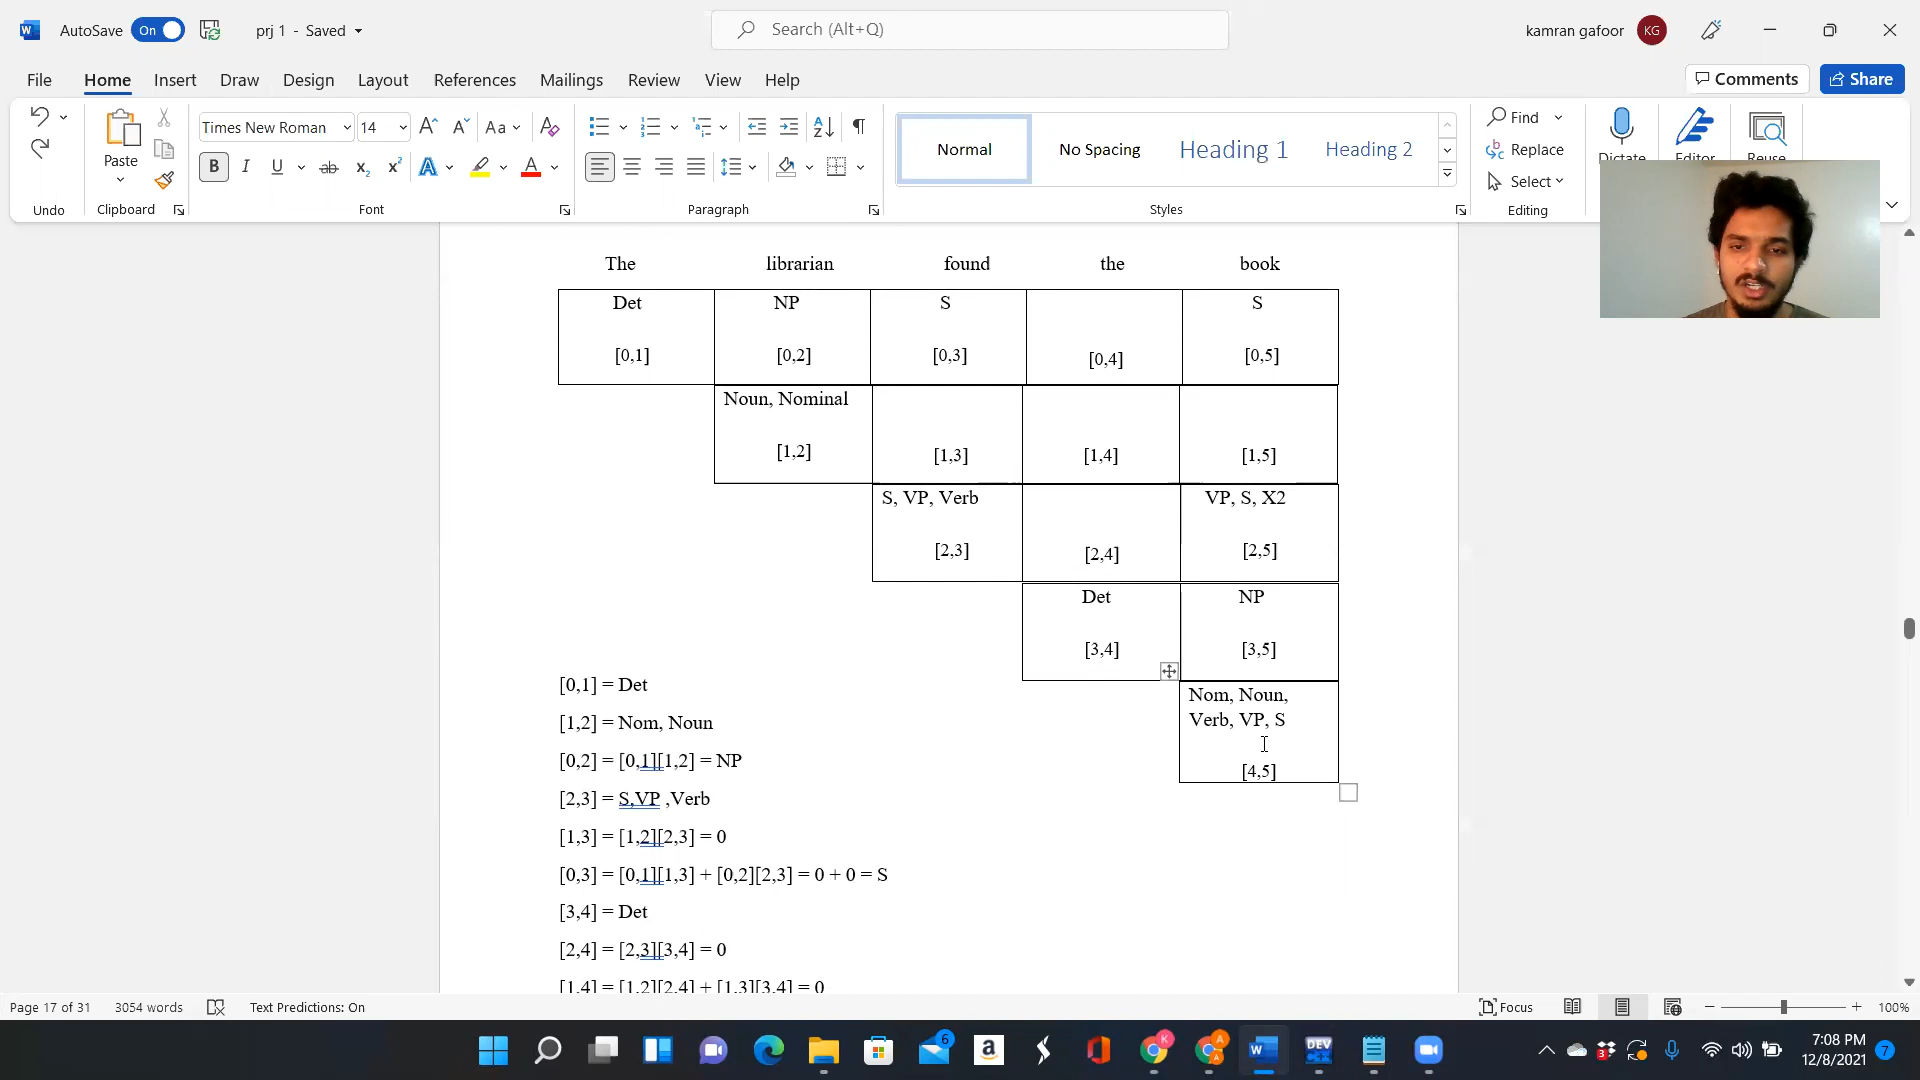 AutoSave On prj 1 - Saved Search (Alt+Q) kamran gafoor KG
File Home Insert Draw Design Layout References Mailings Review View Help Comments Share
Times New Roman 14 Aa Find
Paste Normal No Spacing Heading 1 Heading 2 Replace Dictate Editor Reuse
B I U ab x₂ x² A A Select
Undo Clipboard Font Paragraph Styles Editing
The librarian found the book
Det NP S S
[0,1] [0,2] [0,3] [0,4] [0,5]
Noun, Nominal
[1,2] [1,3] [1,4] [1,5]
S, VP, Verb VP, S, X2
[2,3] [2,4] [2,5]
Det NP
[3,4] [3,5]
Nom, Noun,
Verb, VP, S
[4,5]
[0,1] = Det
[1,2] = Nom, Noun
[0,2] = [0,1][1,2] = NP
[2,3] = S,VP ,Verb
[1,3] = [1,2][2,3] = 0
[0,3] = [0,1][1,3] + [0,2][2,3] = 0 + 0 = S
[3,4] = Det
[2,4] = [2,3][3,4] = 0
[1,4] = [1,2][2,4] + [1,3][3,4] = 0
Page 17 of 31 3054 words Text Predictions: On Focus 100%
6 a K A DEV 3 7:08 PM 7
12/8/2021